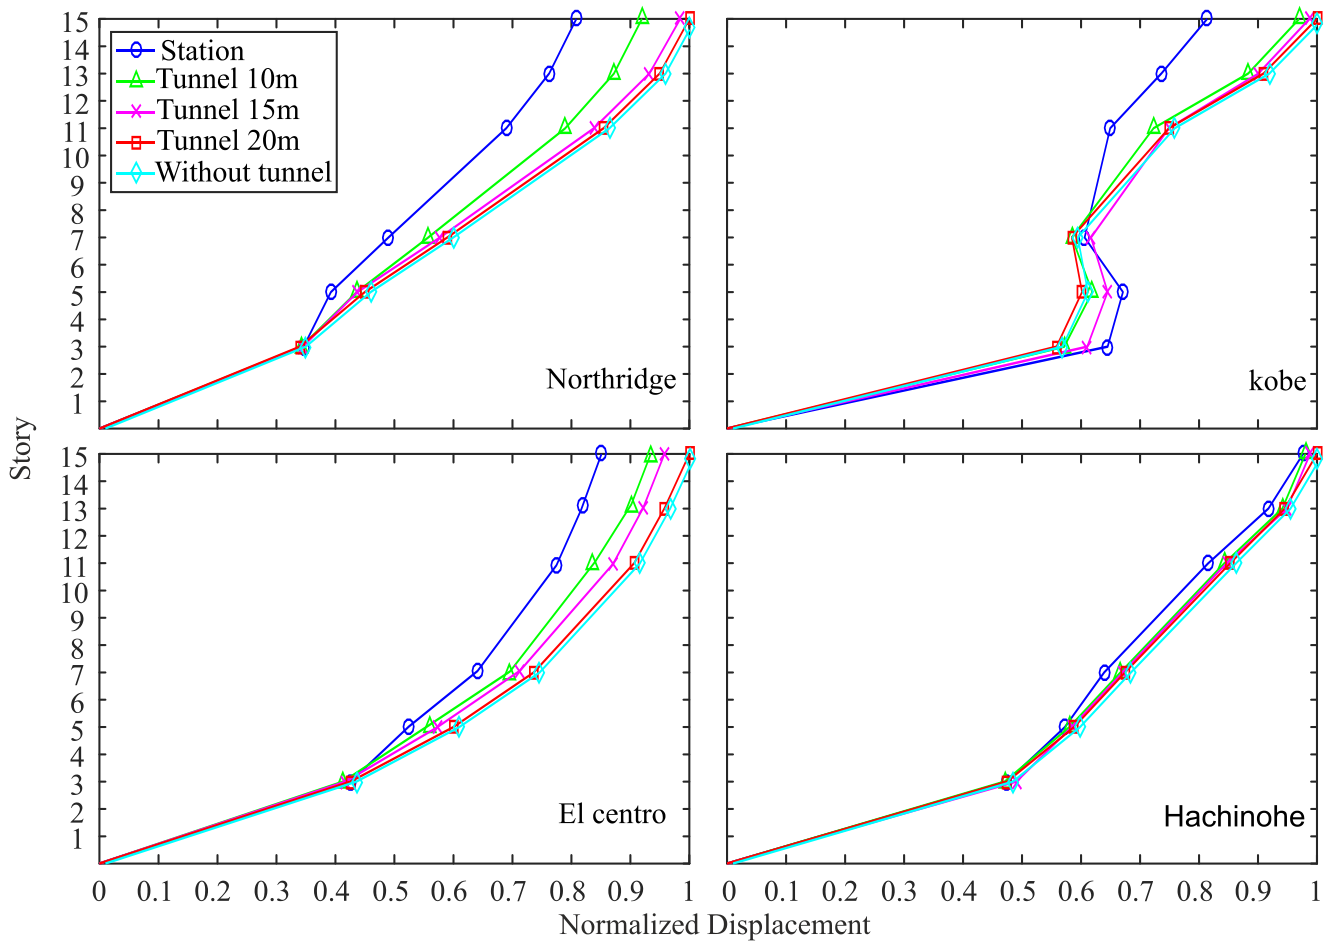 15
14
13
12
11
10
9
8
7
6
5
4
3
2
1
Station
Tunnel 10m
Tunnel 15m
Tunnel 20m
Without tunnel
Northridge
kobe
Story
15
14
13
12
11
10
9
8
7
6
5
4
3
2
1
El centro
Hachinohe
0 0.1 0.2 0.3 0.4 0.5 0.6 0.7 0.8 0.9 1
0 0.1 0.2 0.3 0.4 0.5 0.6 0.7 0.8 0.9 1
Normalized Displacement